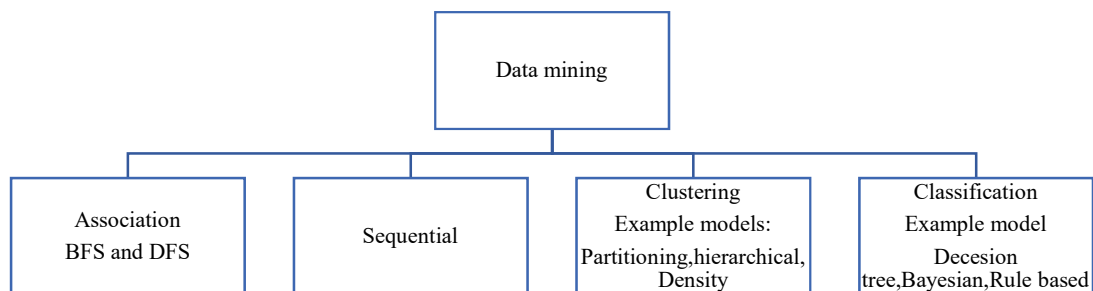 Data mining
Association
BFS and DFS
Sequential
Clustering
Example models:
Partitioning,hierarchical,
Density
Classification
Example model
Decesion
tree,Bayesian,Rule based